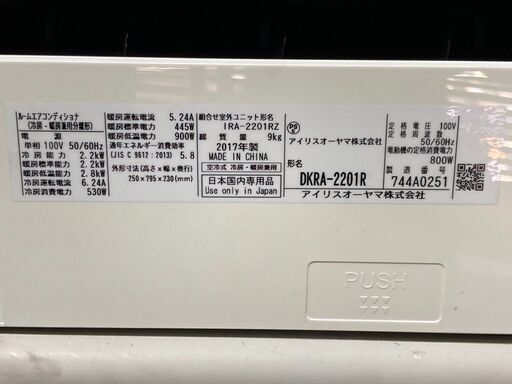 ルームエアコンディショナ
(冷房・暖房兼用分離形)
電源
単相 100V 50/60Hz
冷房能力 2.2kW
暖房標準能力 2.2kW
暖房低温能力 2.8kW
冷房運転電流 6.24A
冷房消費電力 530W
暖房運転電流 5.24A
暖房標準電力 445W
暖房低温電力 900W
通年エネルギー消費効率
(JIS C 9612:2013) 5.8
外形寸法(高さ×幅×奥行)
250×795×230(mm)
組合せ室外ユニット形名
IRA-2201RZ
総質量 9kg
2017年製
MADE IN CHINA
空冷式 冷房・暖房兼用
日本国内専用品
Use only in Japan
PS
E
アイリスオーヤマ株式会社
形名
DKRA-2201R
アイリスオーヤマ株式会社
定格電圧 100V
定格周波数
50/60Hz
電動機の定格消費電力
800W
製造番号
744A0251
PUSH